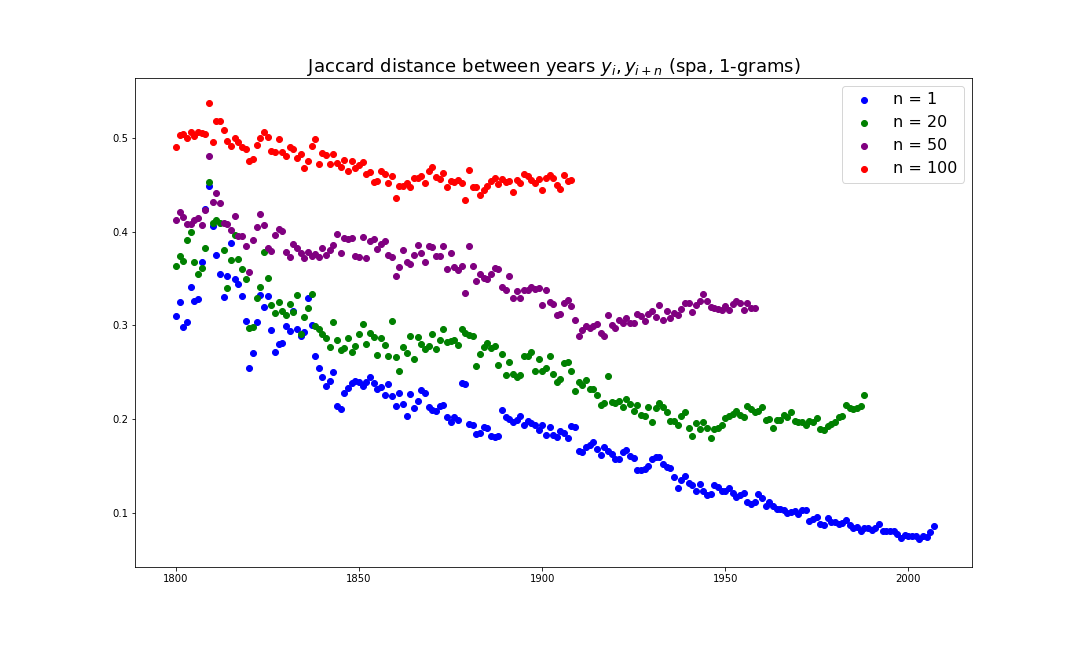 Jaccard distance between years $y_i, y_{i+n}$ (spa, 1-grams)
n = 1
n = 20
n = 50
n = 100
0.5
0.4
0.3
0.2
0.1
1800 1850 1900 1950 2000